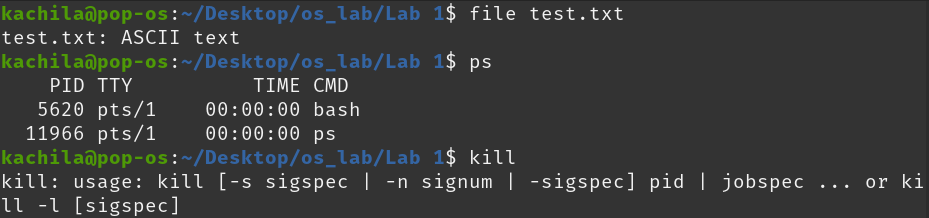 kachila@pop-os:~/Desktop/os_lab/Lab 1$ file test.txt
test.txt: ASCII text
kachila@pop-os:~/Desktop/os_lab/Lab 1$ ps
    PID TTY          TIME CMD
   5620 pts/1    00:00:00 bash
  11966 pts/1    00:00:00 ps
kachila@pop-os:~/Desktop/os_lab/Lab 1$ kill
kill: usage: kill [-s sigspec | -n signum | -sigspec] pid | jobspec ... or ki
ll -l [sigspec]